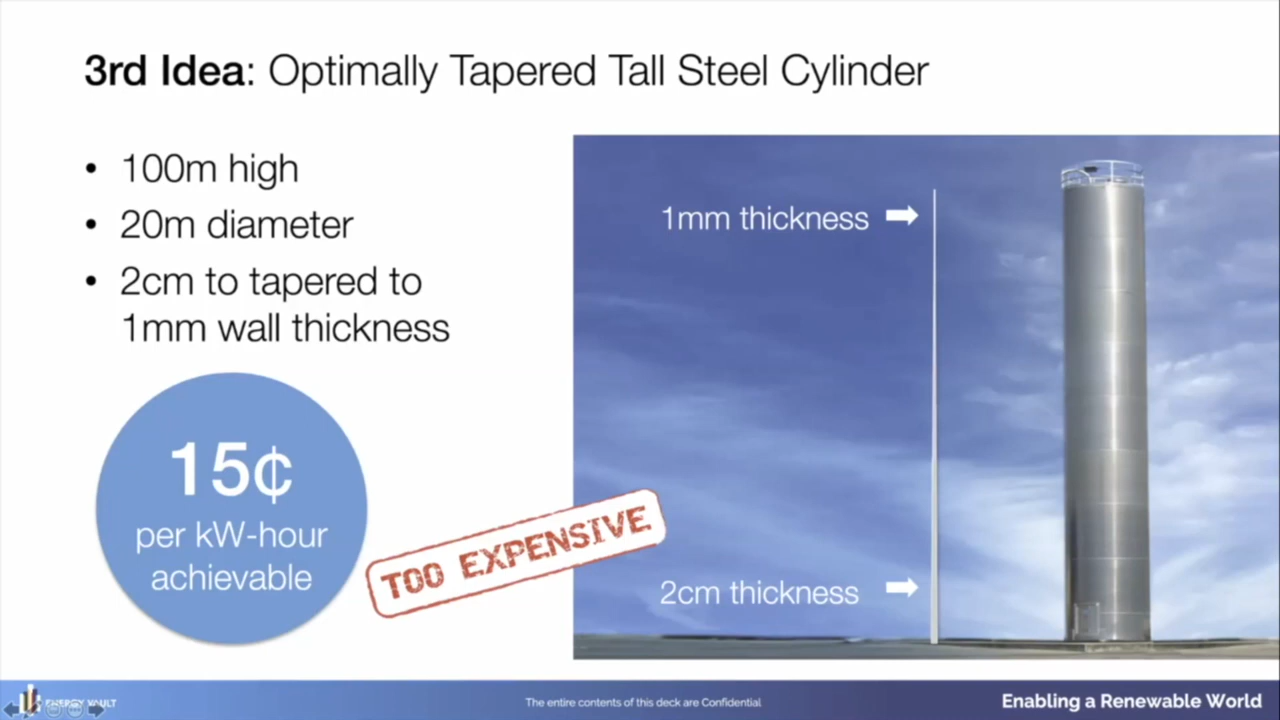 3rd Idea: Optimally Tapered Tall Steel Cylinder
• 100m high
• 20m diameter
• 2cm to tapered to
1mm wall thickness
15¢
per kW-hour
achievable
TOO EXPENSIVE
1mm thickness
2cm thickness
ENERGY VAULT
The entire contents of this deck are Confidential
Enabling a Renewable World